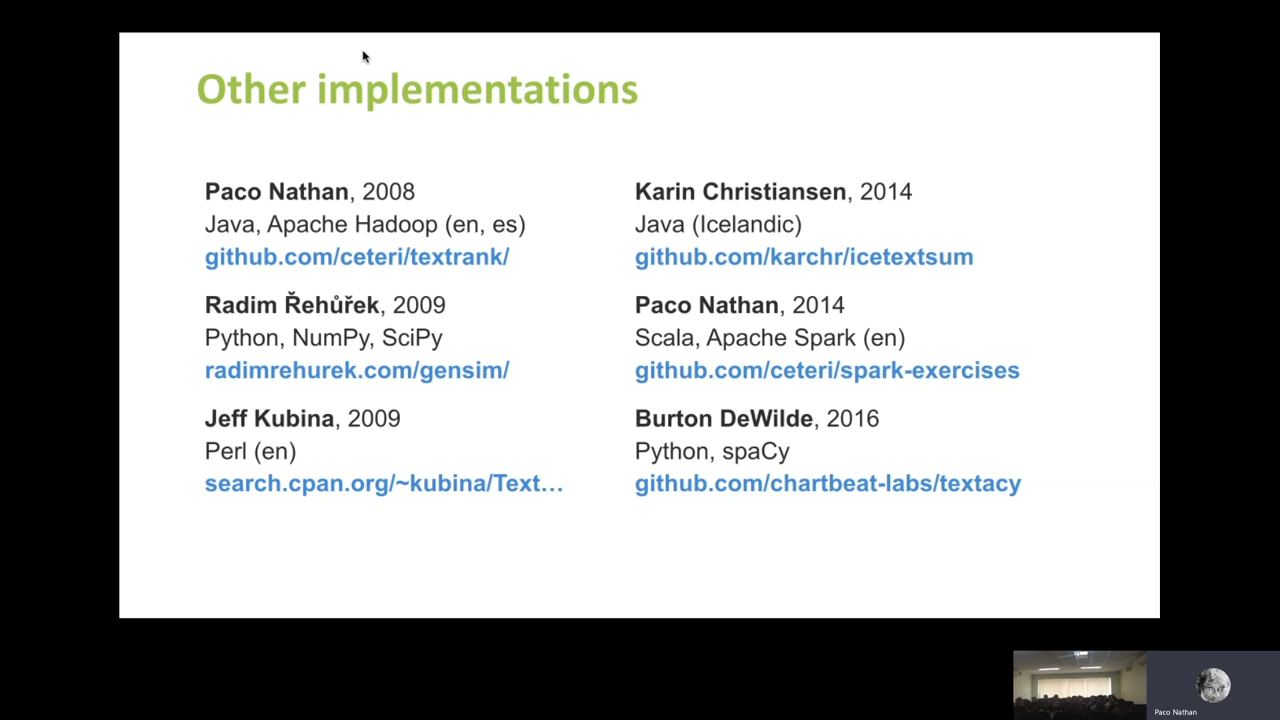 Other implementations
Paco Nathan, 2008
Java, Apache Hadoop (en, es)
github.com/ceteri/textrank/
Radim Řehůřek, 2009
Python, NumPy, SciPy
radimrehurek.com/gensim/
Jeff Kubina, 2009
Perl (en)
search.cpan.org/~kubina/Text…
Karin Christiansen, 2014
Java (Icelandic)
github.com/karchr/icetextsum
Paco Nathan, 2014
Scala, Apache Spark (en)
github.com/ceteri/spark-exercises
Burton DeWilde, 2016
Python, spaCy
github.com/chartbeat-labs/textacy
Paco Nathan